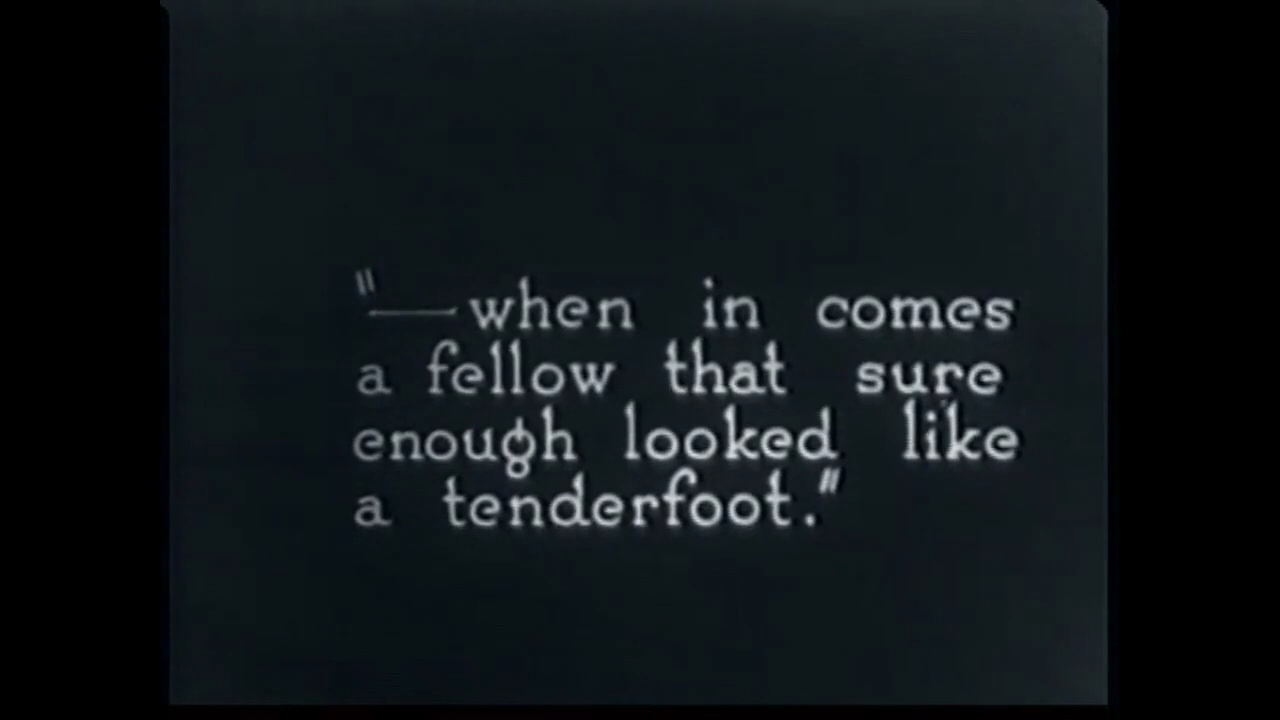 "—when in comes
a fellow that sure
enough looked like
a tenderfoot."